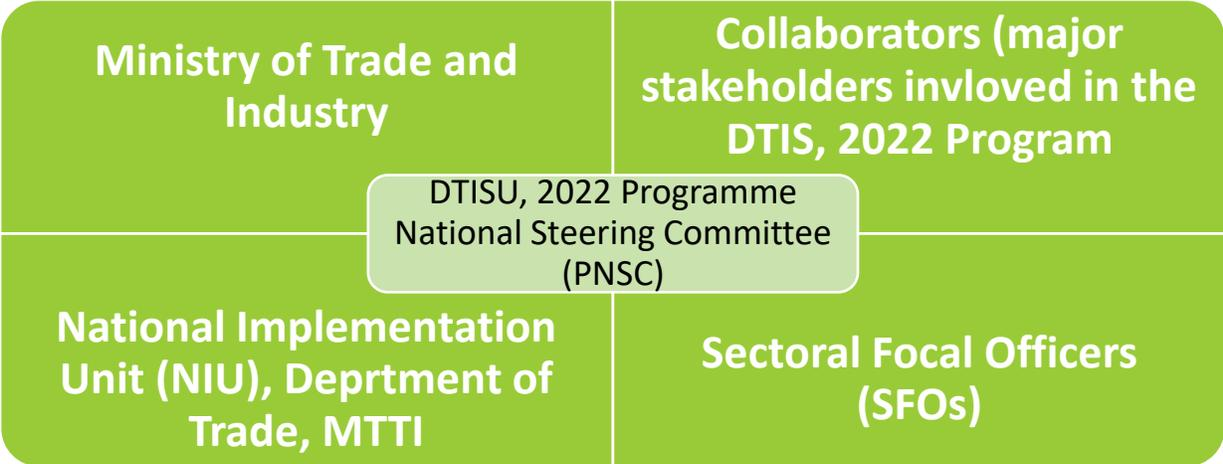 Ministry of Trade and
Industry
Collaborators (major
stakeholders invloved in the
DTIS, 2022 Program
DTISU, 2022 Programme
National Steering Committee
(PNSC)
National Implementation
Unit (NIU), Deprtment of
Trade, MTTI
Sectoral Focal Officers
(SFOs)